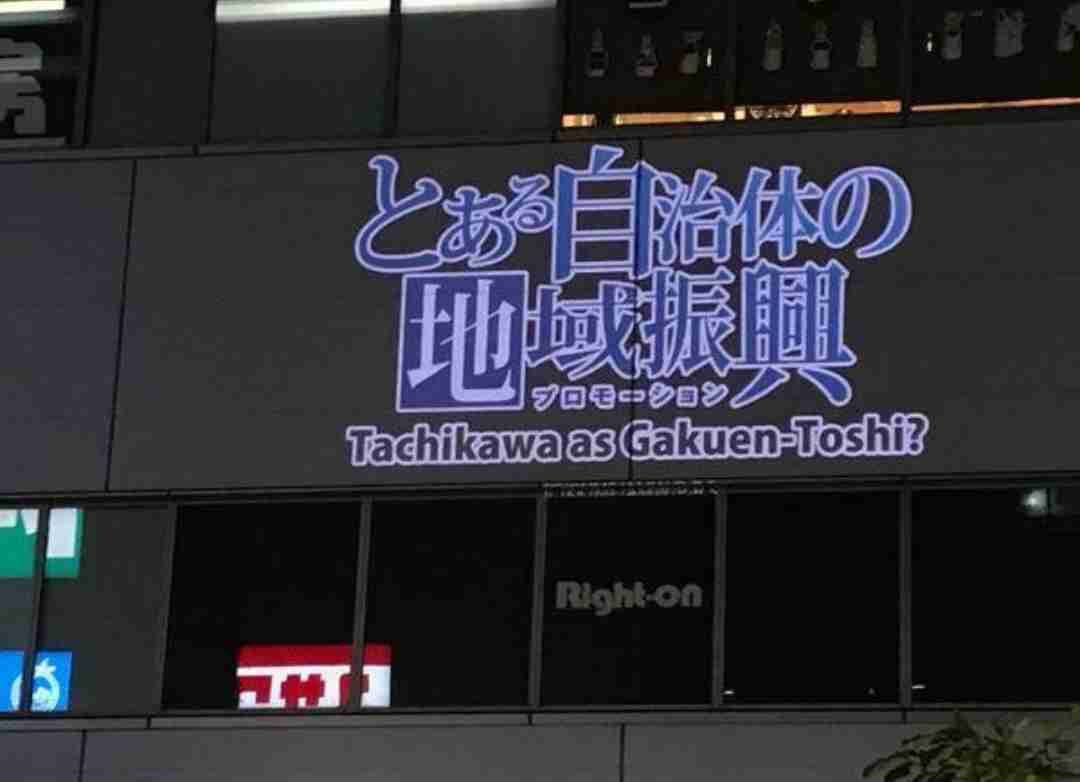 房
とある自治体の
地域振興
プロモーション
Tachikawa as Gakuen-Toshi?
Right-on